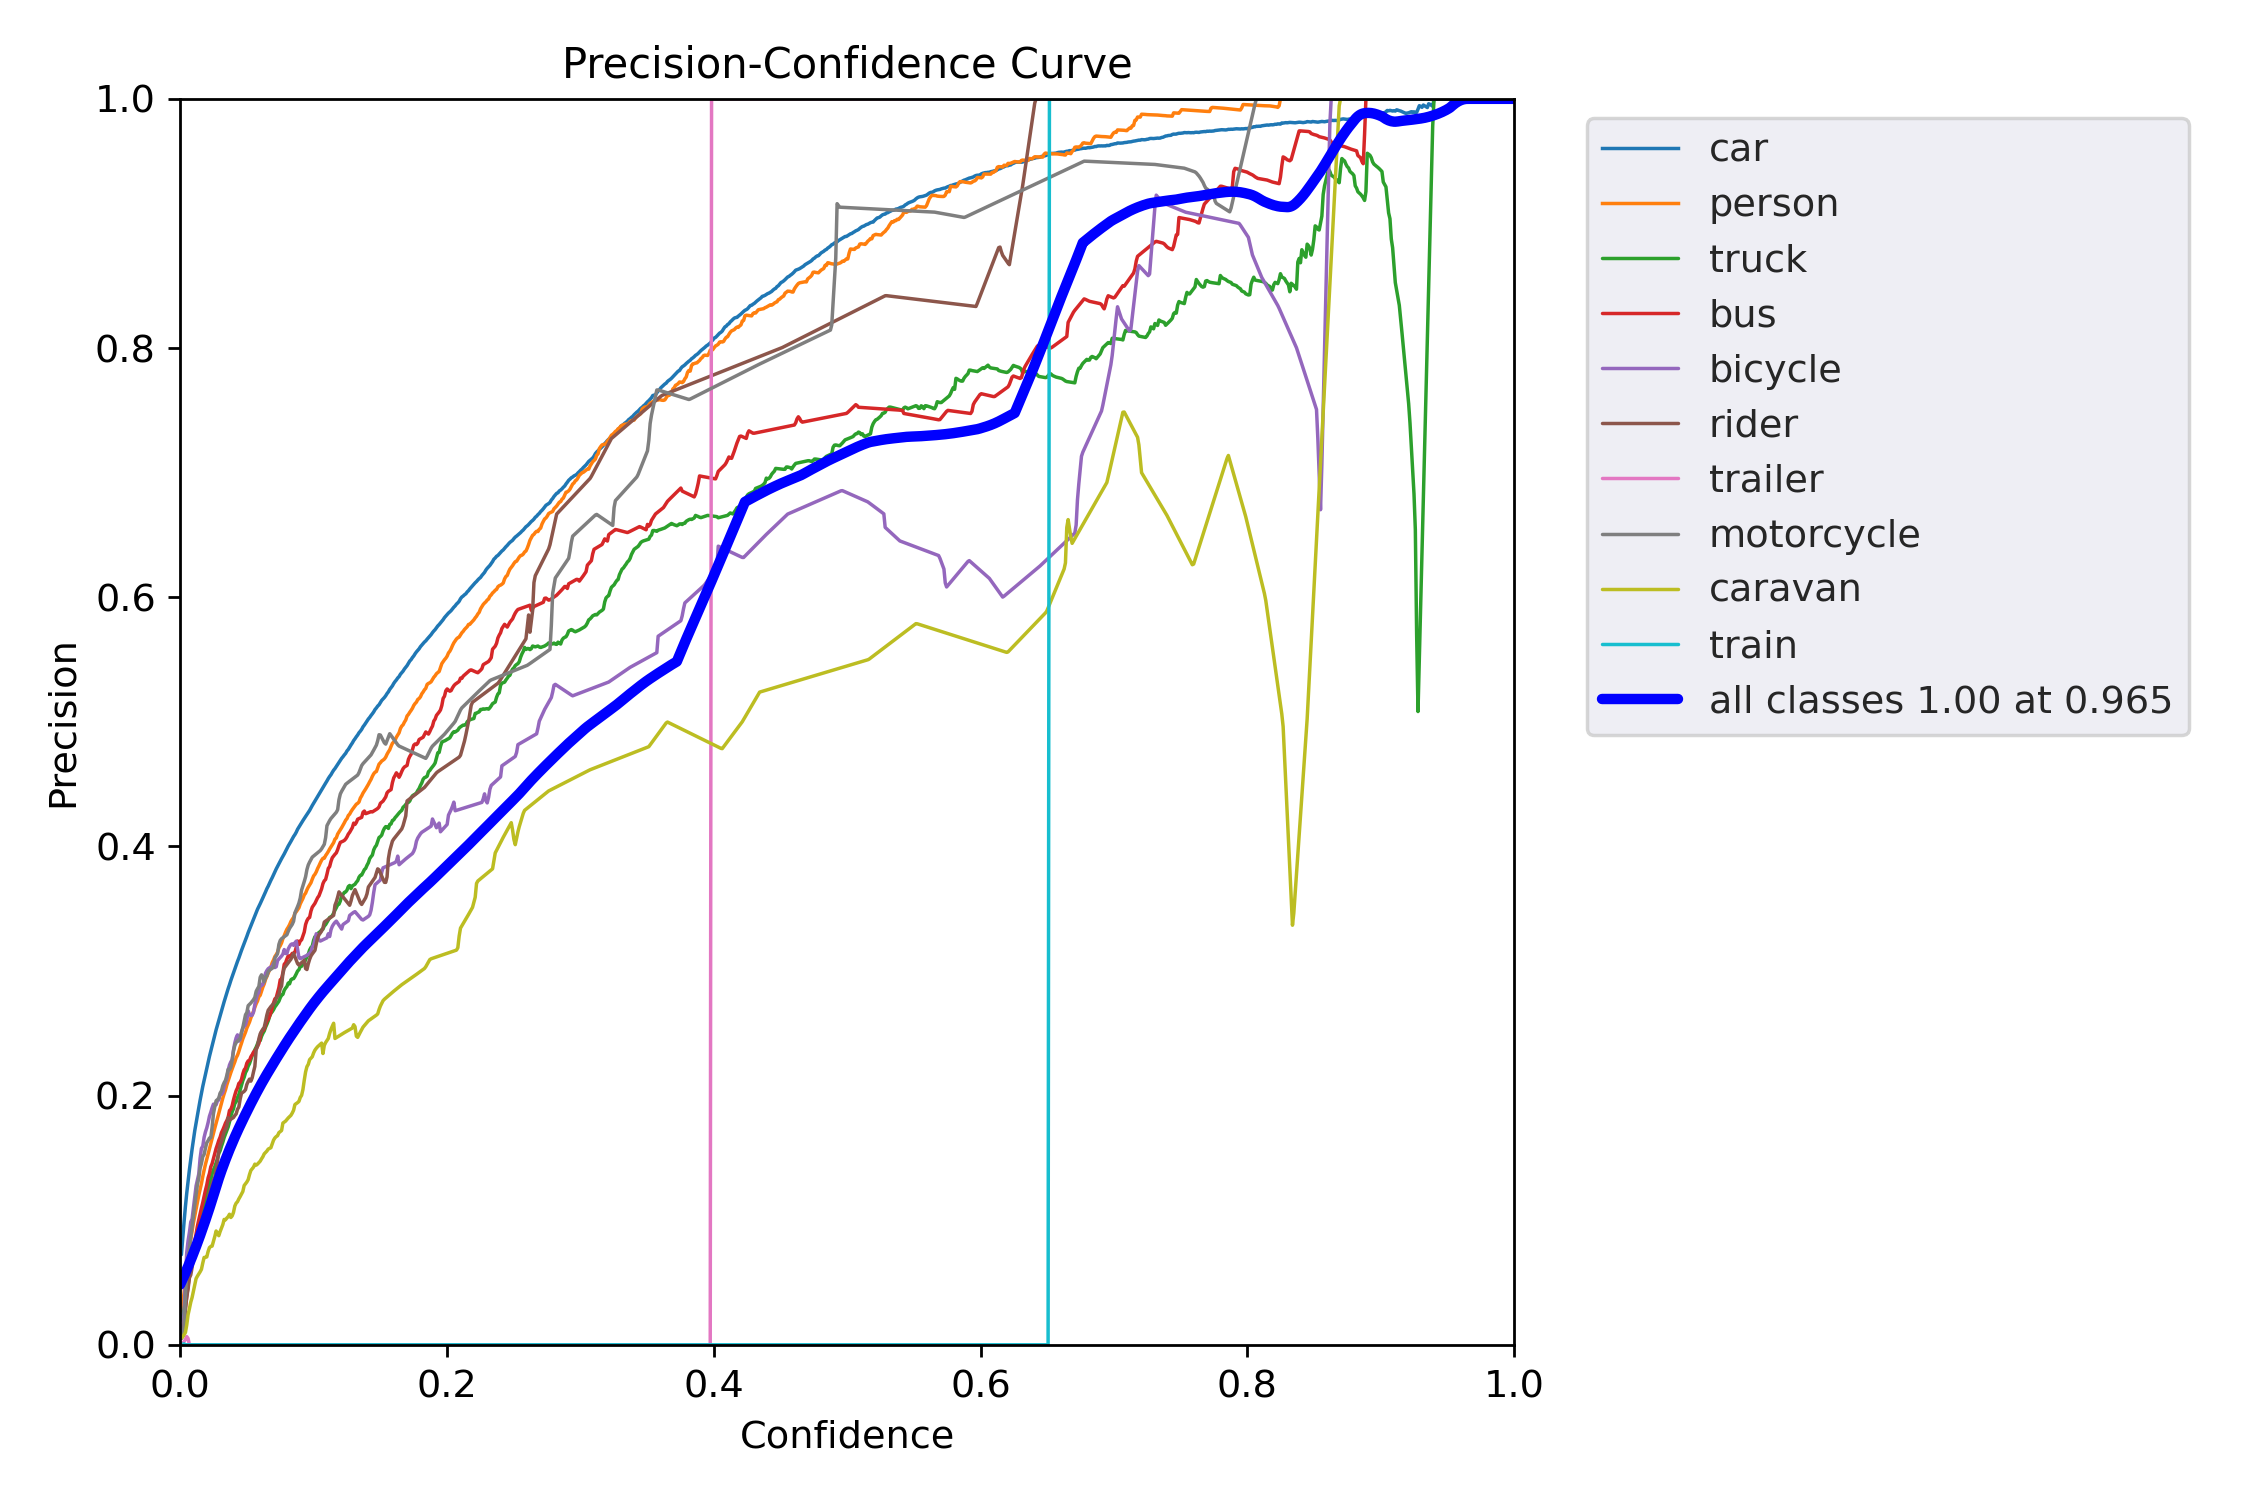 Precision-Confidence Curve
1.0
0.8
0.6
0.4
0.2
0.0
Precision
0.0 0.2 0.4 0.6 0.8 1.0
Confidence
car
person
truck
bus
bicycle
rider
trailer
motorcycle
caravan
train
all classes 1.00 at 0.965